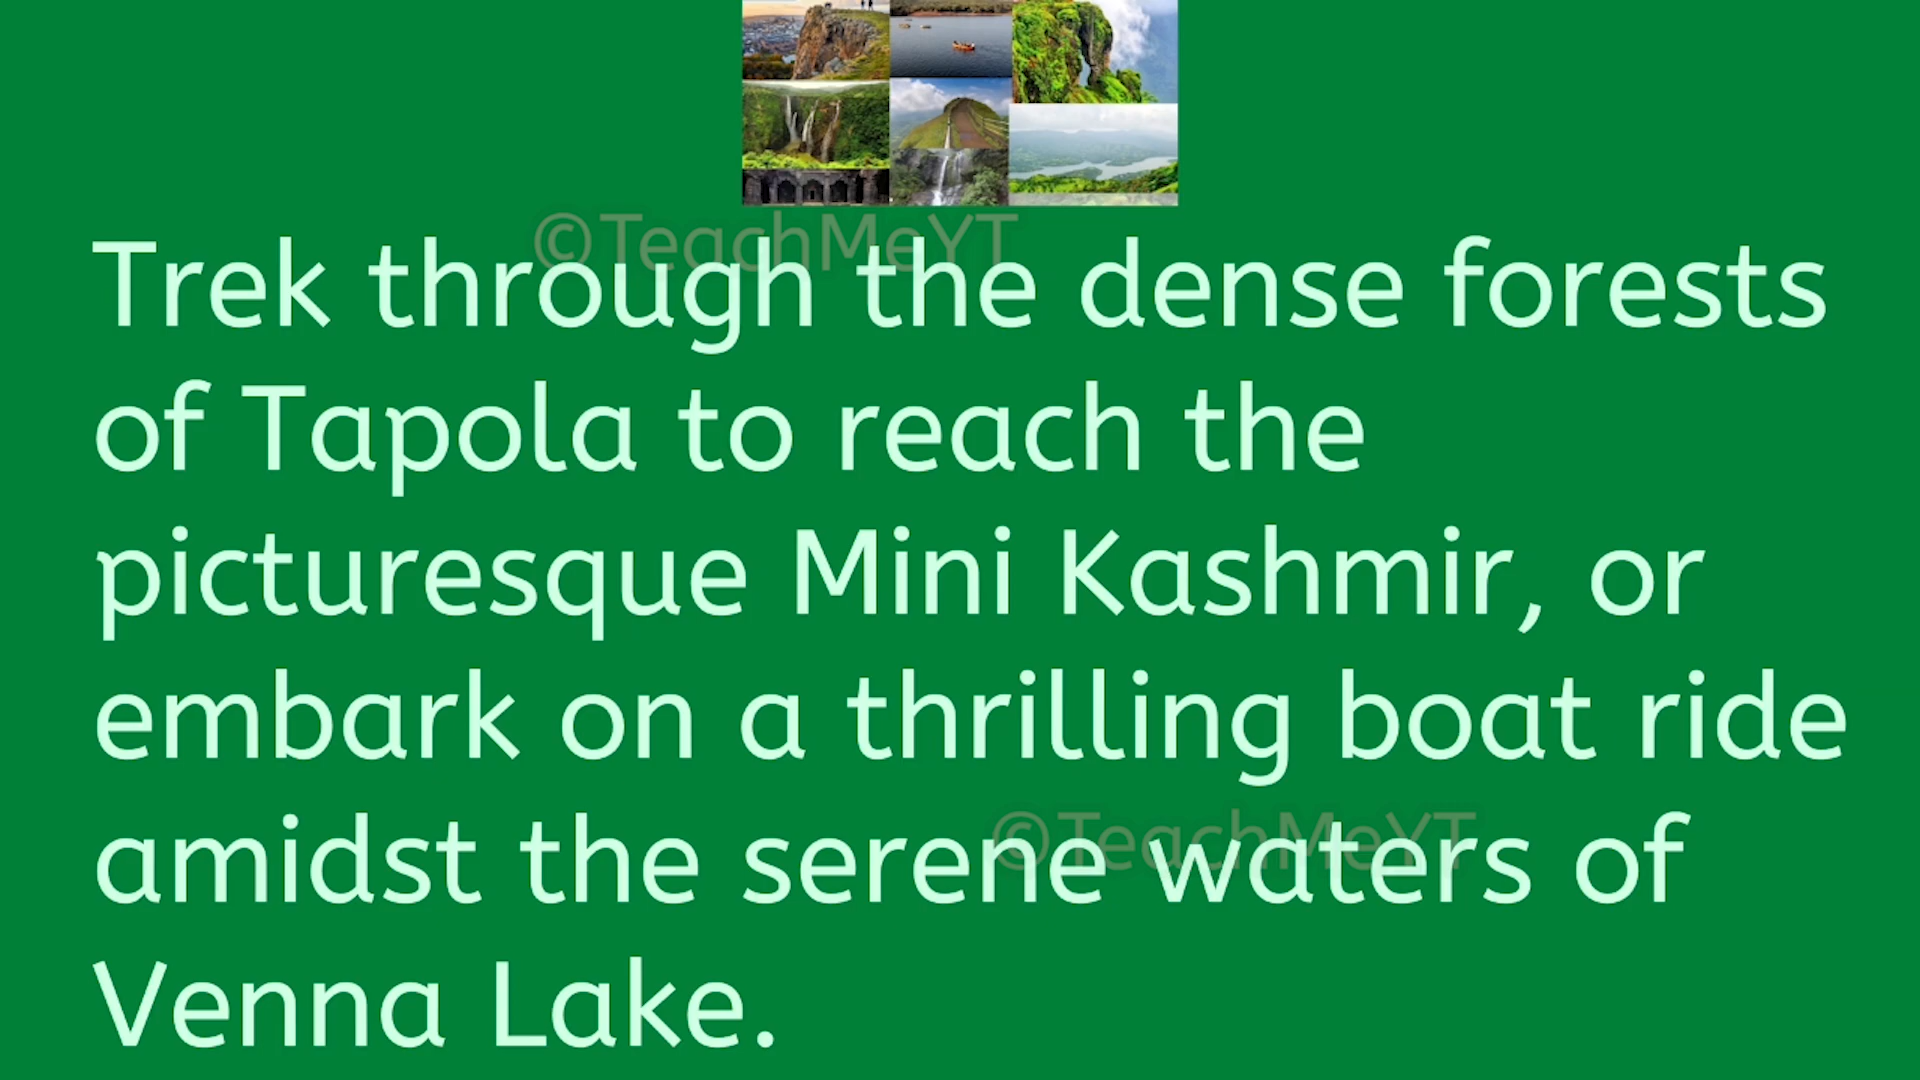 ©TeachMeYT
Trek through the dense forests
of Tapola to reach the
picturesque Mini Kashmir, or
embark on a thrilling boat ride
©TeachMeYT
amidst the serene waters of
Venna Lake.